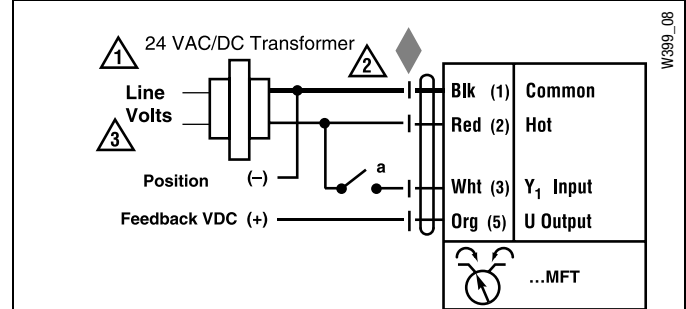 W399_08
1 24 VAC/DC Transformer
2
Line
Volts
3
Blk (1) Common
Red (2) Hot
a
Position (–)
Wht (3) Y₁ Input
Feedback VDC (+)
Org (5) U Output
...MFT